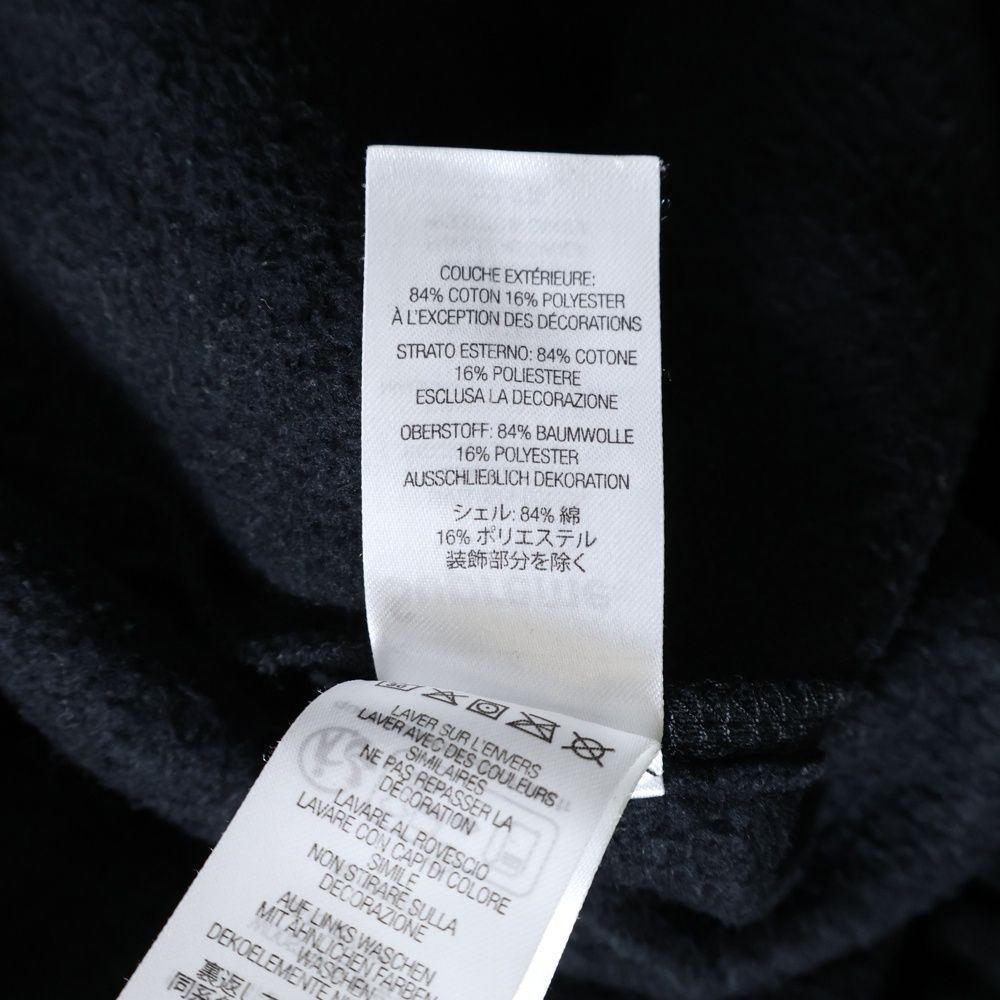 COUCHE EXTÉRIEURE:
84% COTON 16% POLYESTER
À L'EXCEPTION DES DÉCORATIONS
STRATO ESTERNO: 84% COTONE
16% POLIESTERE
ESCLUSA LA DECORAZIONE
OBERSTOFF: 84% BAUMWOLLE
16% POLYESTER
AUSSCHLIEßLICH DEKORATION
シェル: 84% 綿
16% ポリエステル
装飾部分を除く
LAVER SUR L'ENVERS
LAVER AVEC DES COULEURS
SIMILAIRES
NE PAS REPASSER LA
DÉCORATION
LAVARE AL ROVESCIO
LAVARE CON CAPI DI COLORE
SIMILE
NON STIRARE SULLA
DECORAZIONE
AUF LINKS WASCHEN
MIT ÄHNLICHEN FARBEN
WASCHEN
DEKOELEMENTE
裏返し